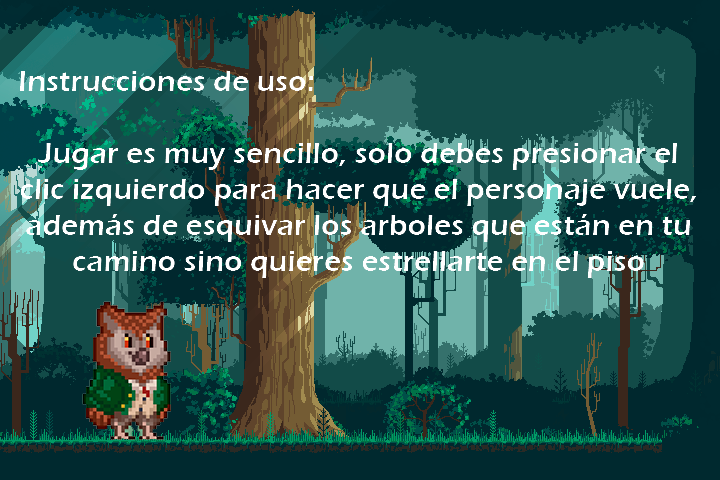 Instrucciones de uso:
Jugar es muy sencillo, solo debes presionar el
clic izquierdo para hacer que el personaje vuele,
además de esquivar los arboles que están en tu
camino sino quieres estrellarte en el piso